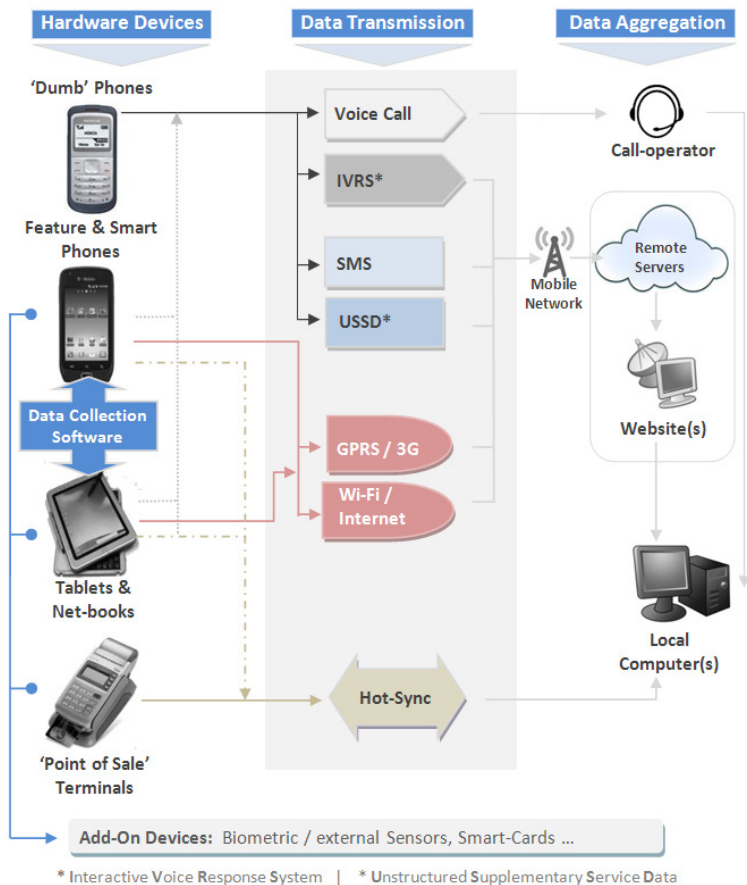 Hardware Devices
Data Transmission
Data Aggregation
‘Dumb’ Phones
Voice Call
Call-operator
IVRS*
Feature & Smart
Phones
SMS
Remote
Servers
Mobile
Network
USSD*
Data Collection
Software
Website(s)
GPRS / 3G
Wi-Fi /
Internet
Tablets &
Net-books
Local
Computer(s)
Hot-Sync
‘Point of Sale’
Terminals
Add-On Devices: Biometric / external Sensors, Smart-Cards ...
* Interactive Voice Response System | * Unstructured Supplementary Service Data